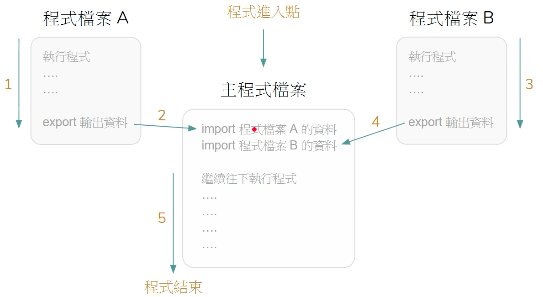 程式檔案 A
執行程式
....
....
export 輸出資料
1
2
程式進入點
主程式檔案
import 程式檔案 A 的資料
import 程式檔案 B 的資料
繼續往下執行程式
....
....
....
....
5
程式結束
程式檔案 B
執行程式
....
....
export 輸出資料
3
4